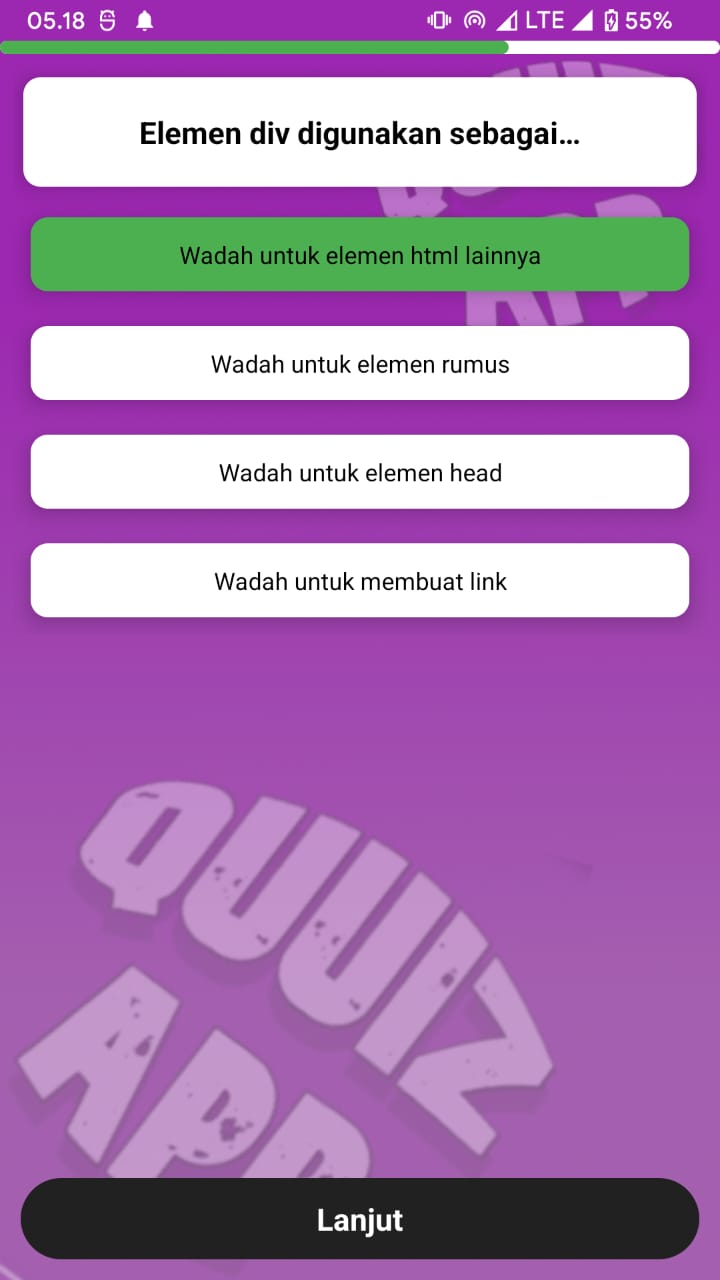 05.18 LTE 55%
Elemen div digunakan sebagai...
Wadah untuk elemen html lainnya
Wadah untuk elemen rumus
Wadah untuk elemen head
Wadah untuk membuat link
QUUIZ
APP
Lanjut